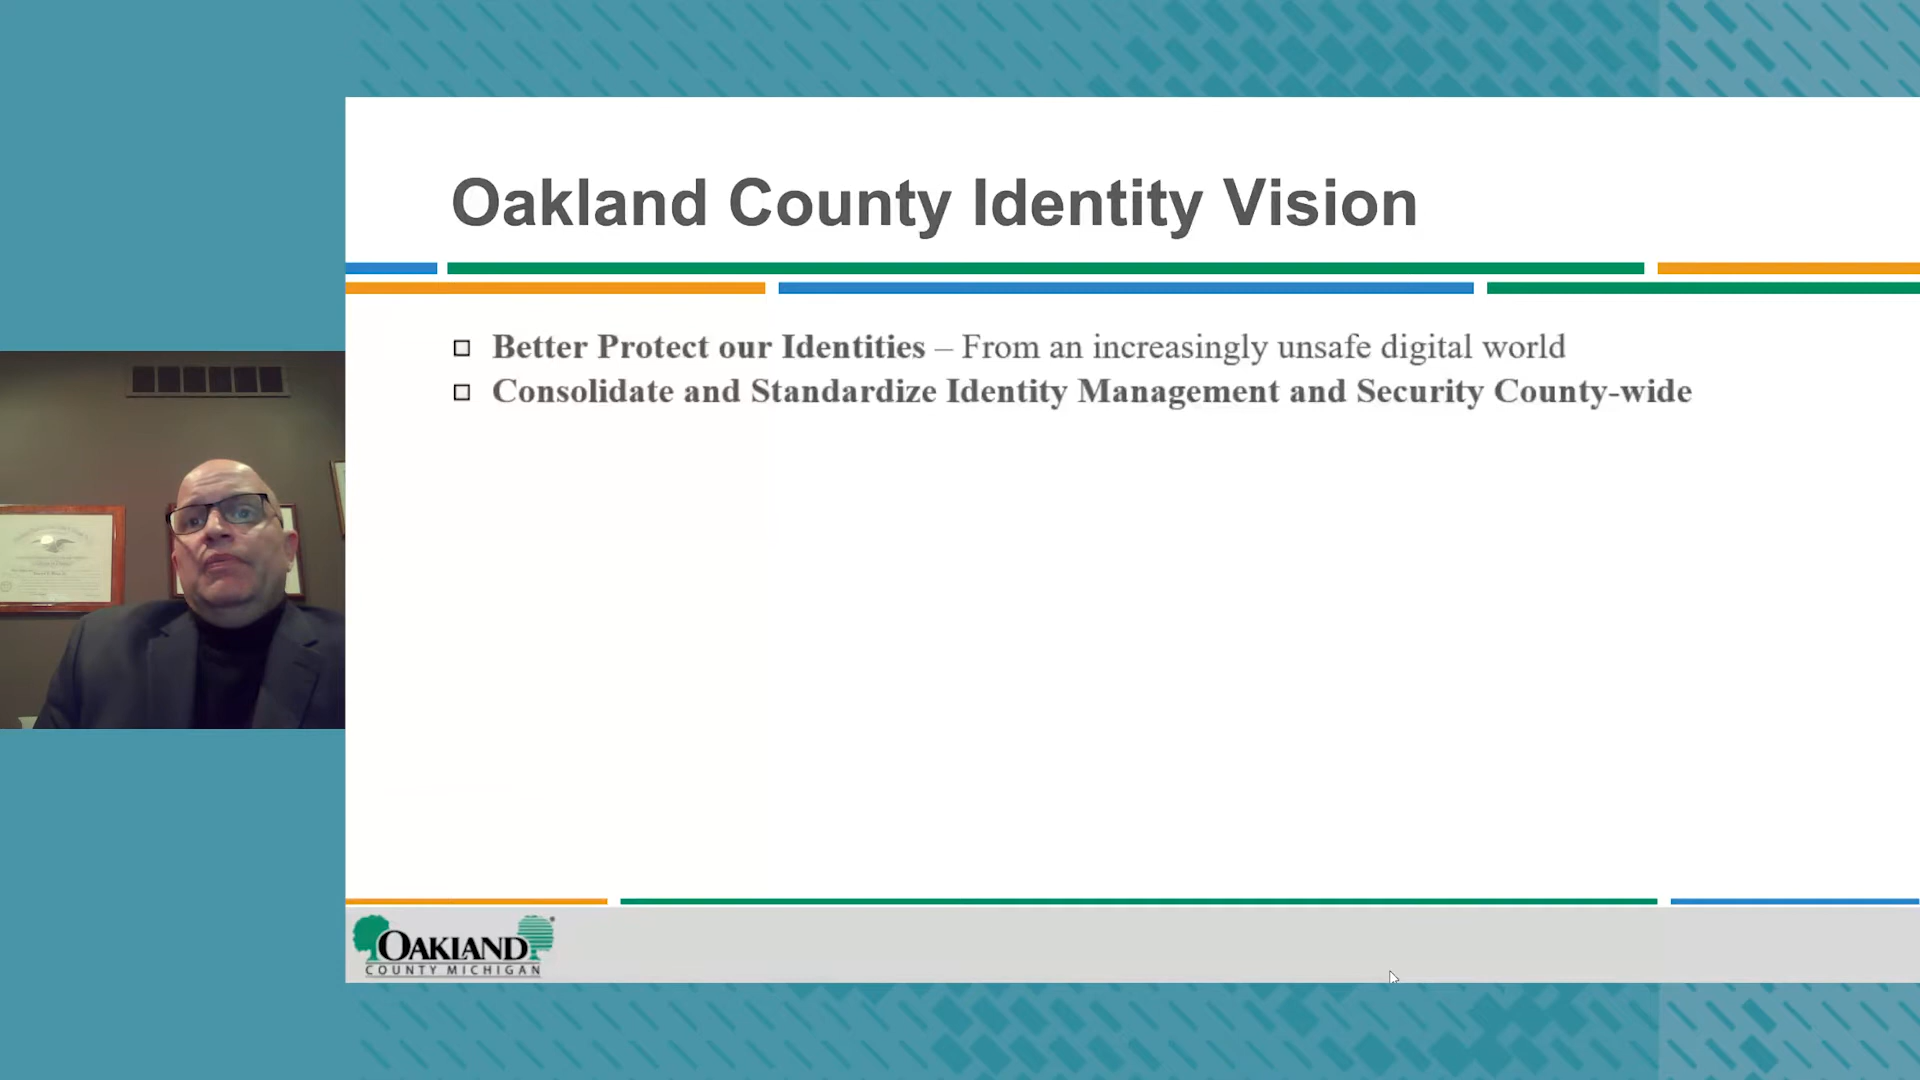 Oakland County Identity Vision
Better Protect our Identities – From an increasingly unsafe digital world
Consolidate and Standardize Identity Management and Security County-wide
OAKLAND
COUNTY MICHIGAN